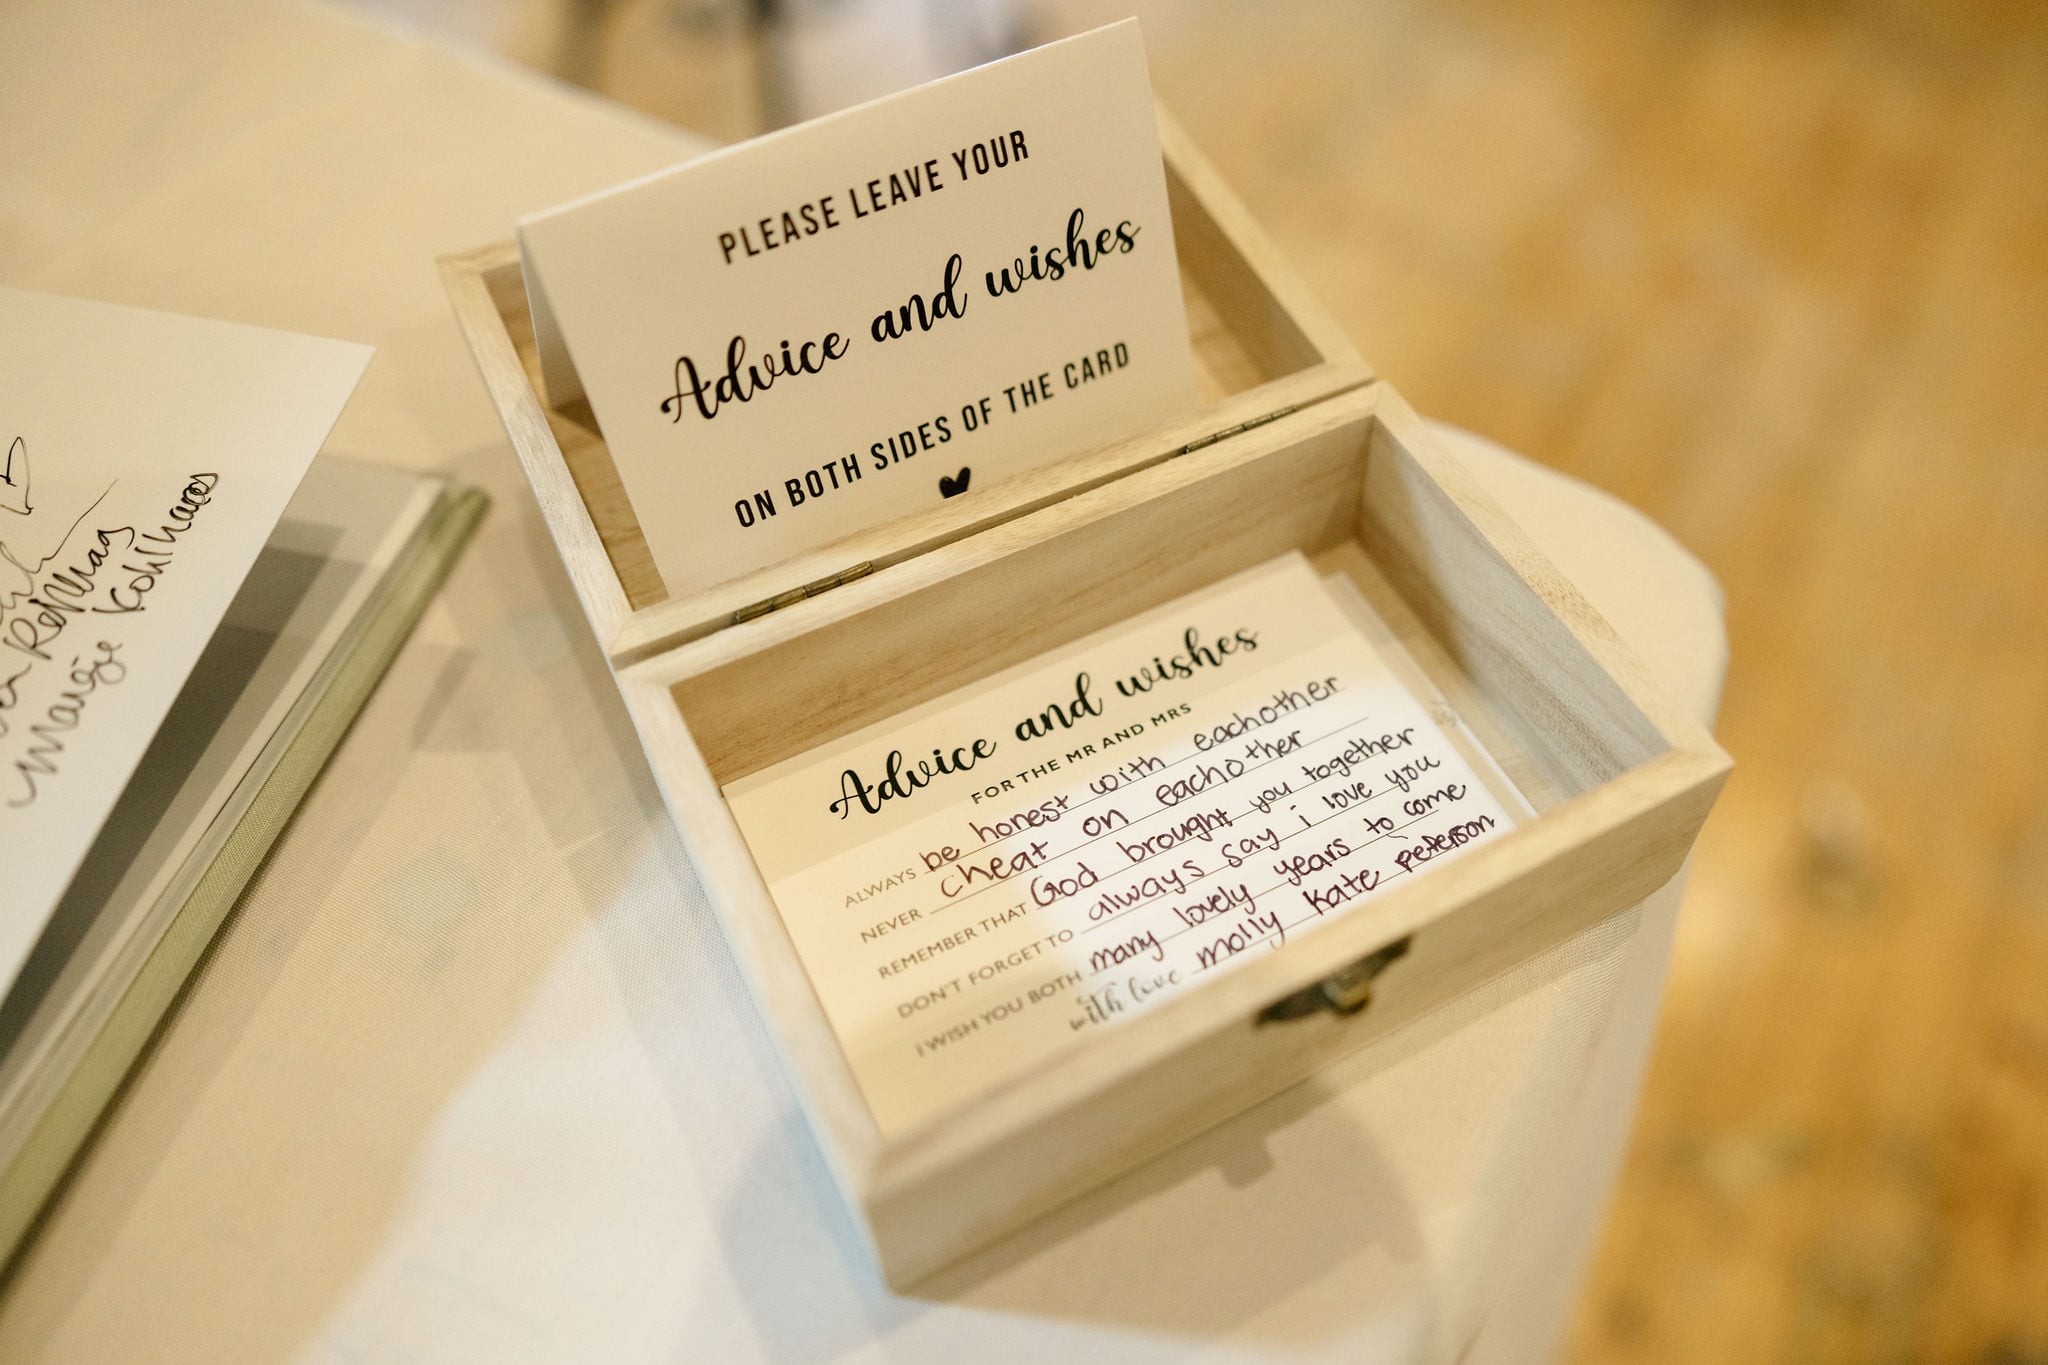 PLEASE LEAVE YOUR
Advice and wishes
ON BOTH SIDES OF THE CARD
Advice and wishes
FOR THE MR AND MRS
ALWAYS be honest with eachother
NEVER cheat on eachother
REMEMBER THAT God brought you together
DON'T FORGET TO always say i love you
I WISH YOU BOTH many lovely years to come
with love molly Kate peterson
Margie Kohlhaas